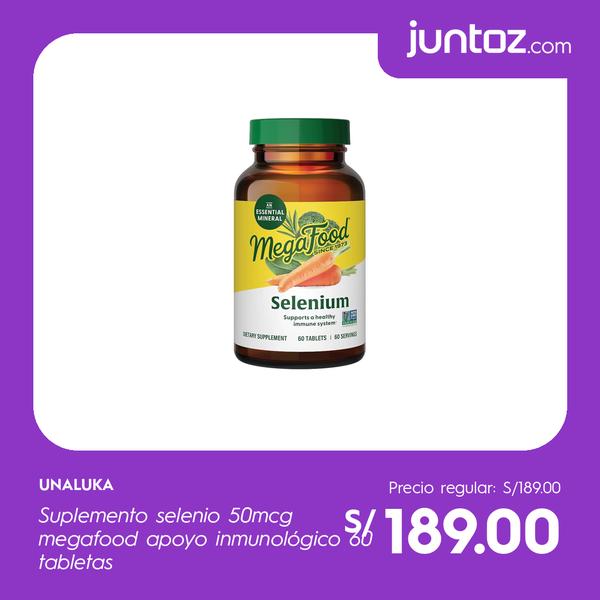 juntoz.com
AN
ESSENTIAL
MINERAL
MegaFood
SINCE 1973
Selenium
Supports a healthy
immune system
DIETARY SUPPLEMENT 60 TABLETS | 60 SERVINGS
UNALUKA
Precio regular: S/189.00
Suplemento selenio 50mcg
megafood apoyo inmunológico 60
tabletas
S/ 189.00